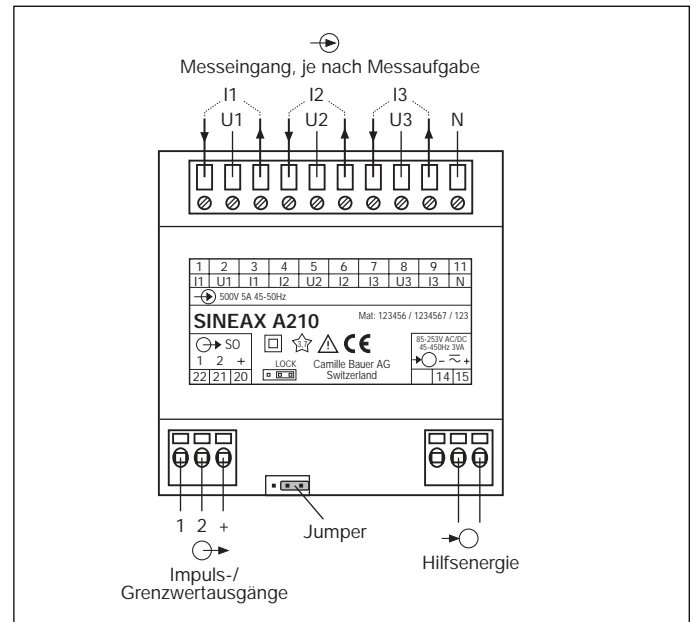 Messeingang, je nach Messaufgabe
I1 I2 I3
U1 U2 U3 N
1 2 3 4 5 6 7 8 9 11
I1 U1 I1 I2 U2 I2 I3 U3 I3 N
500V 5A 45-50Hz
SINEAX A210
Mat: 123456 / 1234567 / 123
SO
1 2 +
22 21 20
3,7
CE
LOCK
Camille Bauer AG
Switzerland
85-253V AC/DC
45-450Hz 3VA
- +
14 15
1 2 +
Jumper
Impuls-/
Grenzwertausgänge
Hilfsenergie